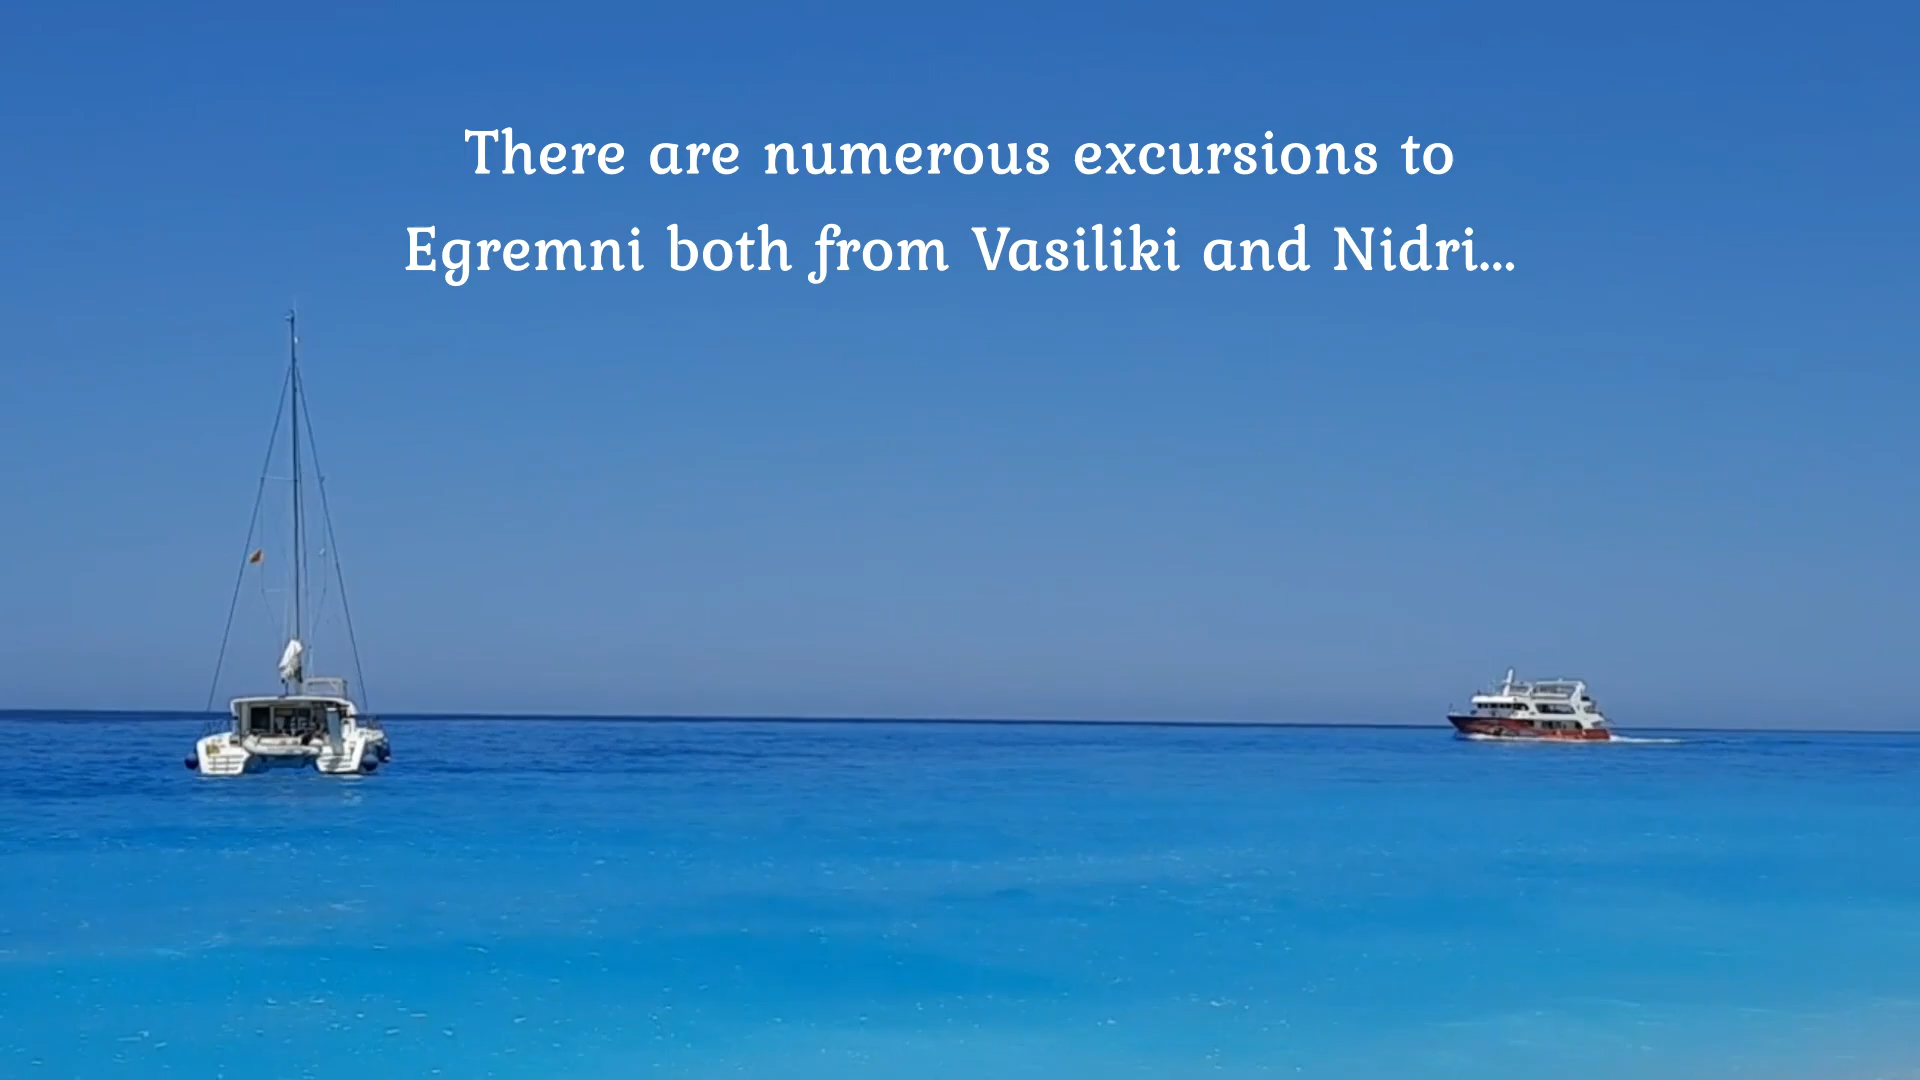 There are numerous excursions to
Egremni both from Vasiliki and Nidri...